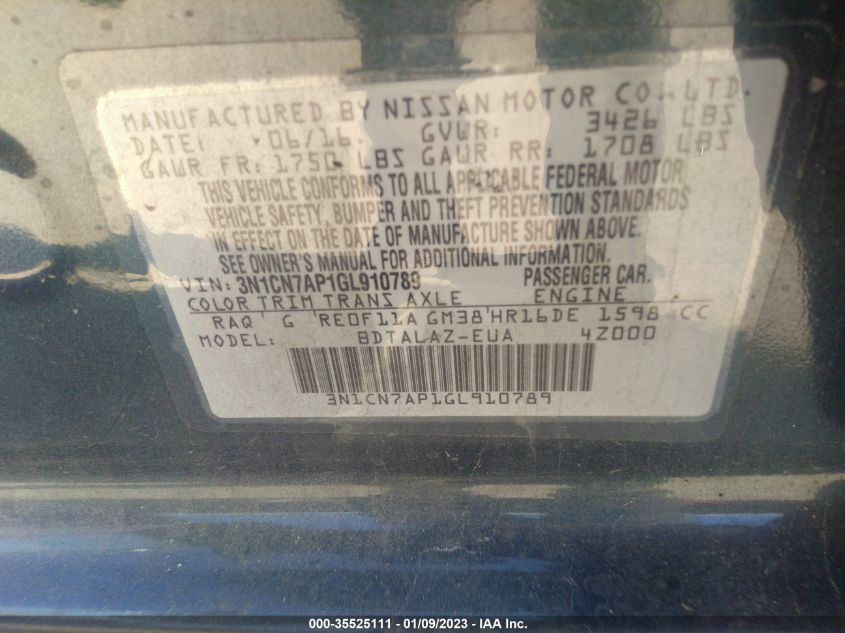 MANUFACTURED BY NISSAN MOTOR CO., LTD.
DATE: 06/16 GVWR: 3426 LBS
GAWR FR: 1750 LBS GAWR RR: 1708 LBS
THIS VEHICLE CONFORMS TO ALL APPLICABLE FEDERAL MOTOR
VEHICLE SAFETY, BUMPER AND THEFT PREVENTION STANDARDS
IN EFFECT ON THE DATE OF MANUFACTURE SHOWN ABOVE.
SEE OWNER'S MANUAL FOR ADDITIONAL INFORMATION.
VIN: 3N1CN7AP1GL910789 PASSENGER CAR.
COLOR TRIM TRANS AXLE ENGINE
RAQ G RE0F11A GM38 HR16DE 1598 CC
MODEL: BDTALAZ-EUA 4Z000
3N1CN7AP1GL910789
000-35525111 - 01/09/2023 - IAA Inc.